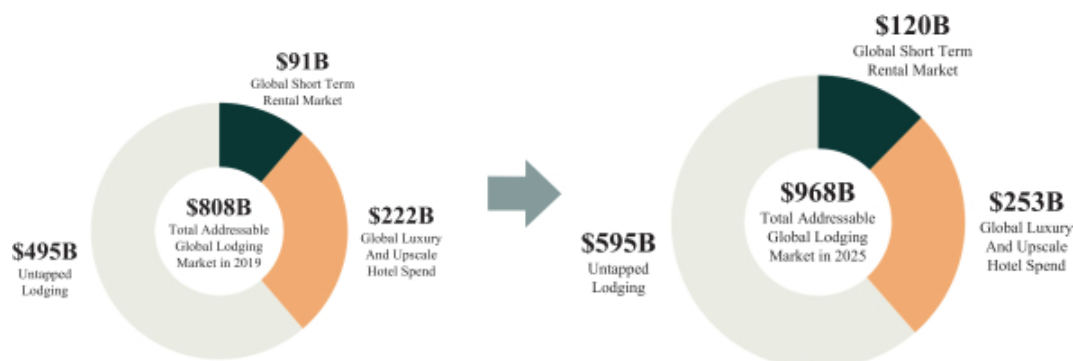 $91B
Global Short Term
Rental Market
$808B
Total Addressable
Global Lodging
Market in 2019
$222B
Global Luxury
And Upscale
Hotel Spend
$495B
Untapped
Lodging
$120B
Global Short Term
Rental Market
$968B
Total Addressable
Global Lodging
Market in 2025
$253B
Global Luxury
And Upscale
Hotel Spend
$595B
Untapped
Lodging